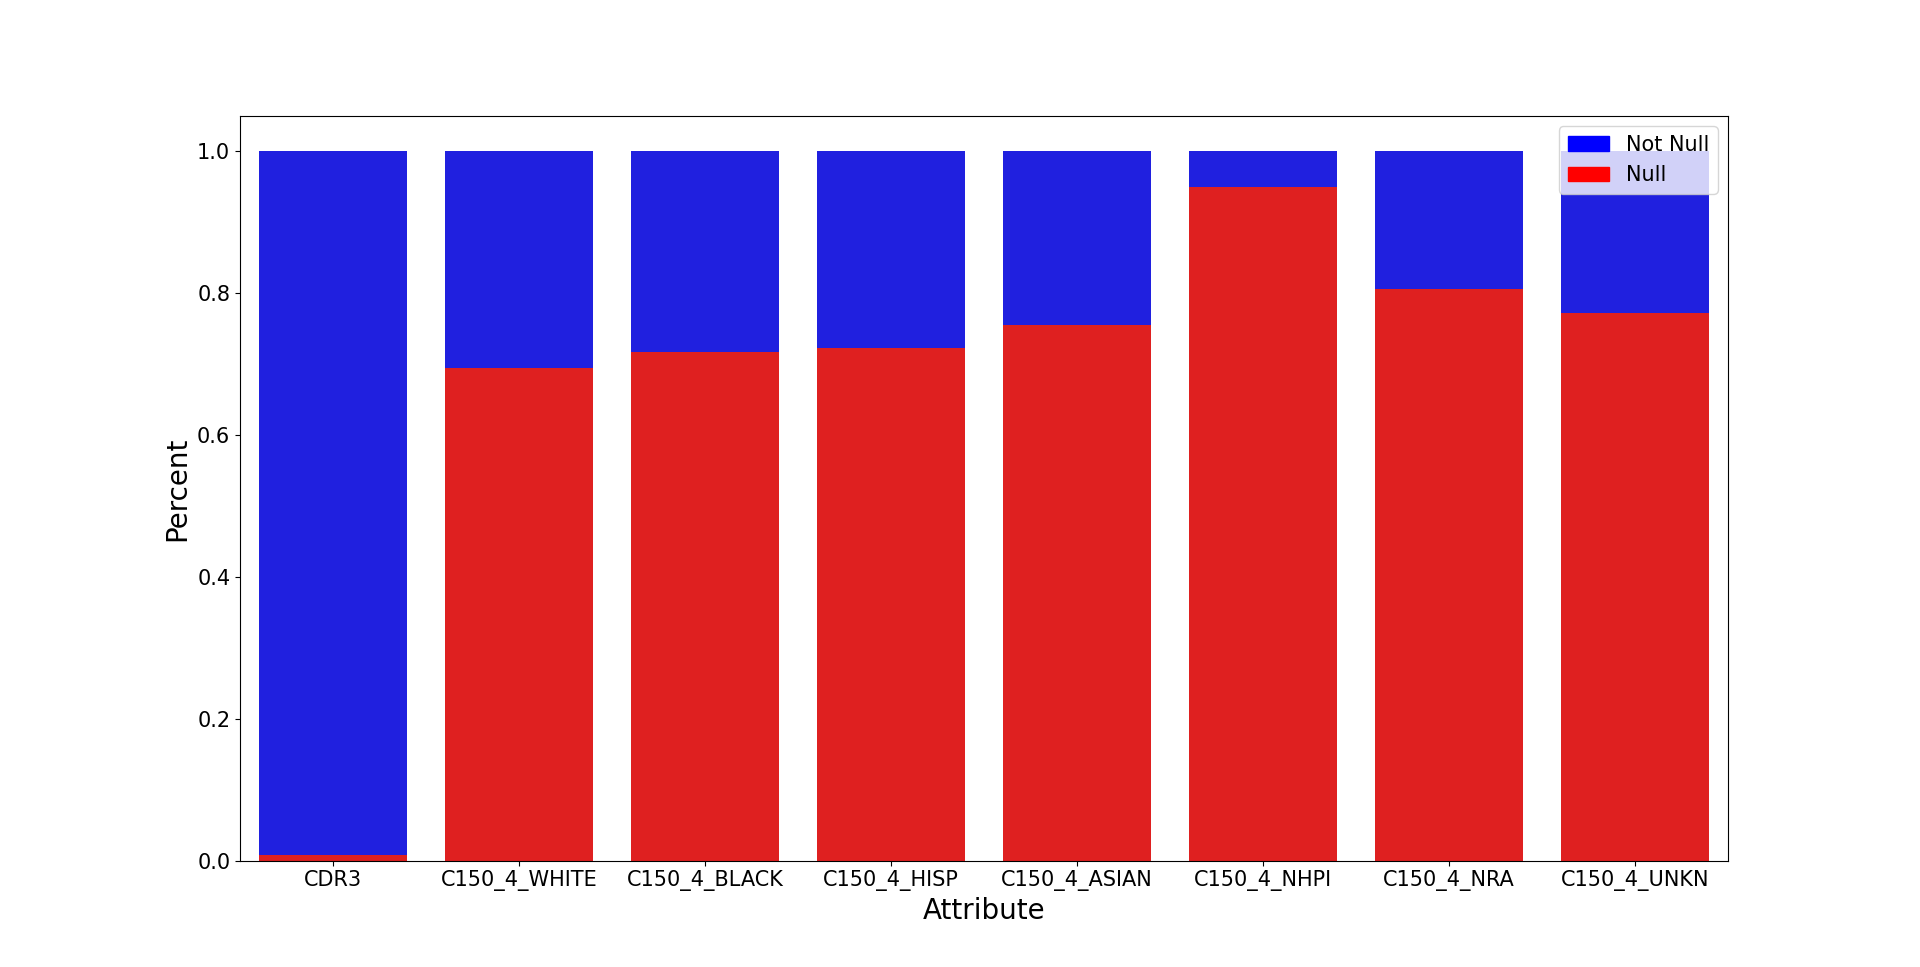 Not Null
Null
1.0
0.8
0.6
0.4
0.2
0.0
Percent
CDR3 C150_4_WHITE C150_4_BLACK C150_4_HISP C150_4_ASIAN C150_4_NHPI C150_4_NRA C150_4_UNKN
Attribute